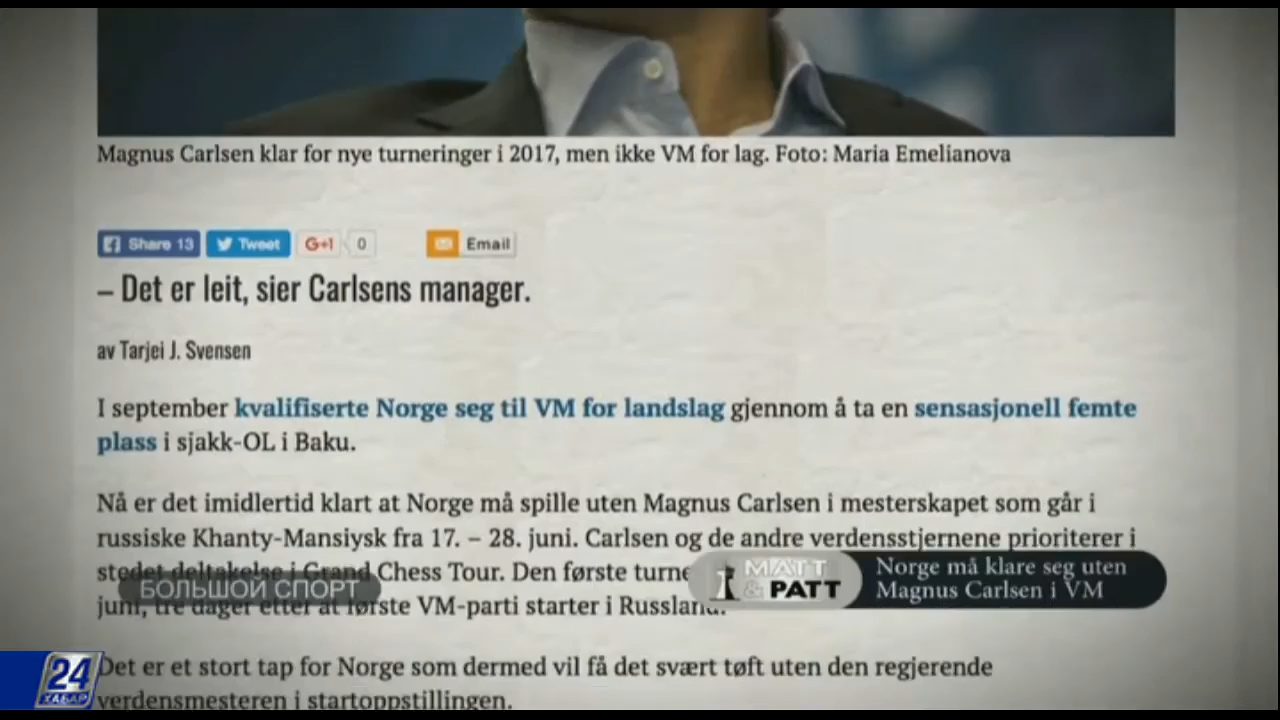 Magnus Carlsen klar for nye turneringer i 2017, men ikke VM for lag. Foto: Maria Emelianova
Share 13 Tweet G+1 0 Email
– Det er leit, sier Carlsens manager.
av Tarjei J. Svensen
I september kvalifiserte Norge seg til VM for landslag gjennom å ta en sensasjonell femte
plass i sjakk-OL i Baku.
Nå er det imidlertid klart at Norge må spille uten Magnus Carlsen i mesterskapet som går i
russiske Khanty-Mansiysk fra 17. – 28. juni. Carlsen og de andre verdensstjernene prioriterer i
stedet deltakelse i Grand Chess Tour. Den første turne
juni, tre dager etter at første VM-parti starter i Russland.
БОЛЬШОЙ СПОРТ
MATT
& PATT
Norge må klare seg uten
Magnus Carlsen i VM
Det er et stort tap for Norge som dermed vil få det svært tøft uten den regjerende
verdensmesteren i startoppstillingen.
24
ХАБАР